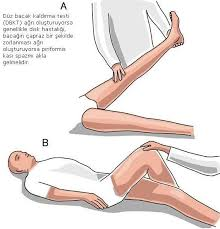 A
Düz bacak kaldırma testi
(DBKT) ağrı oluşturuyorsa
genellikle disk hastalığı,
bacağın çapraz bir şekilde
zorlanması ağrı
oluşturuyorsa piriformis
kası spazmı akla
gelmelidir.
B